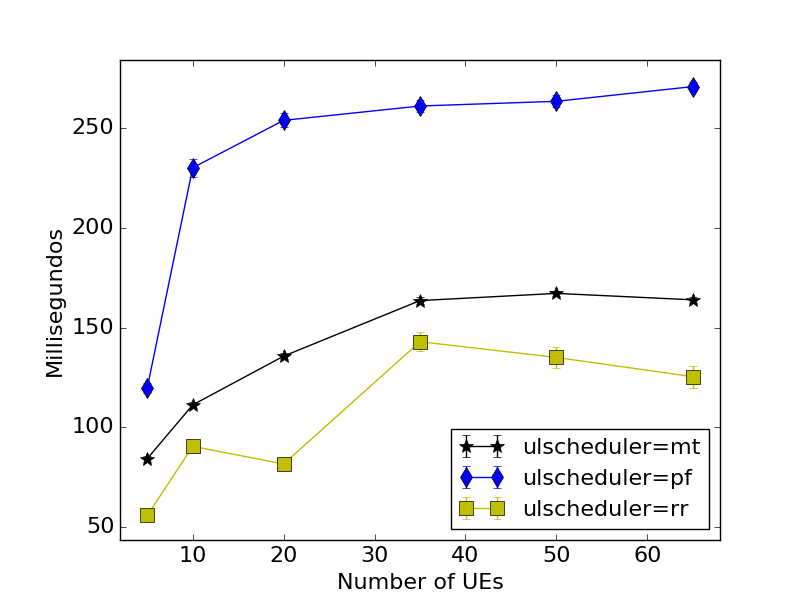 250
200
150
100
50
Millisegundos
10 20 30 40 50 60
Number of UEs
ulscheduler=mt
ulscheduler=pf
ulscheduler=rr